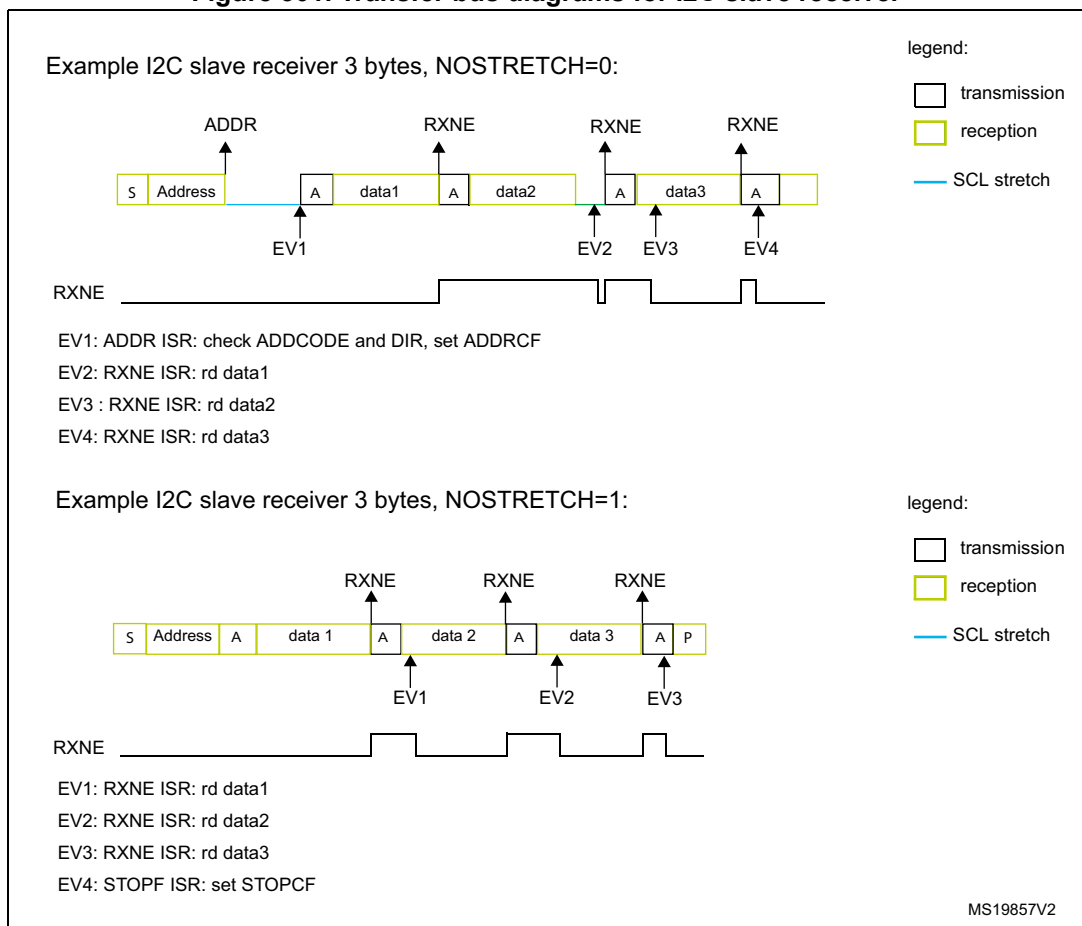 Example I2C slave receiver 3 bytes, NOSTRETCH=0:
legend:
transmission
reception
SCL stretch
ADDR RXNE RXNE RXNE
S Address A data1 A data2 A data3 A
EV1 EV2 EV3 EV4
RXNE
EV1: ADDR ISR: check ADDCODE and DIR, set ADDRCF
EV2: RXNE ISR: rd data1
EV3 : RXNE ISR: rd data2
EV4: RXNE ISR: rd data3
Example I2C slave receiver 3 bytes, NOSTRETCH=1:
legend:
transmission
reception
SCL stretch
RXNE RXNE RXNE
S Address A data 1 A data 2 A data 3 A P
EV1 EV2 EV3
RXNE
EV1: RXNE ISR: rd data1
EV2: RXNE ISR: rd data2
EV3: RXNE ISR: rd data3
EV4: STOPF ISR: set STOPCF
MS19857V2